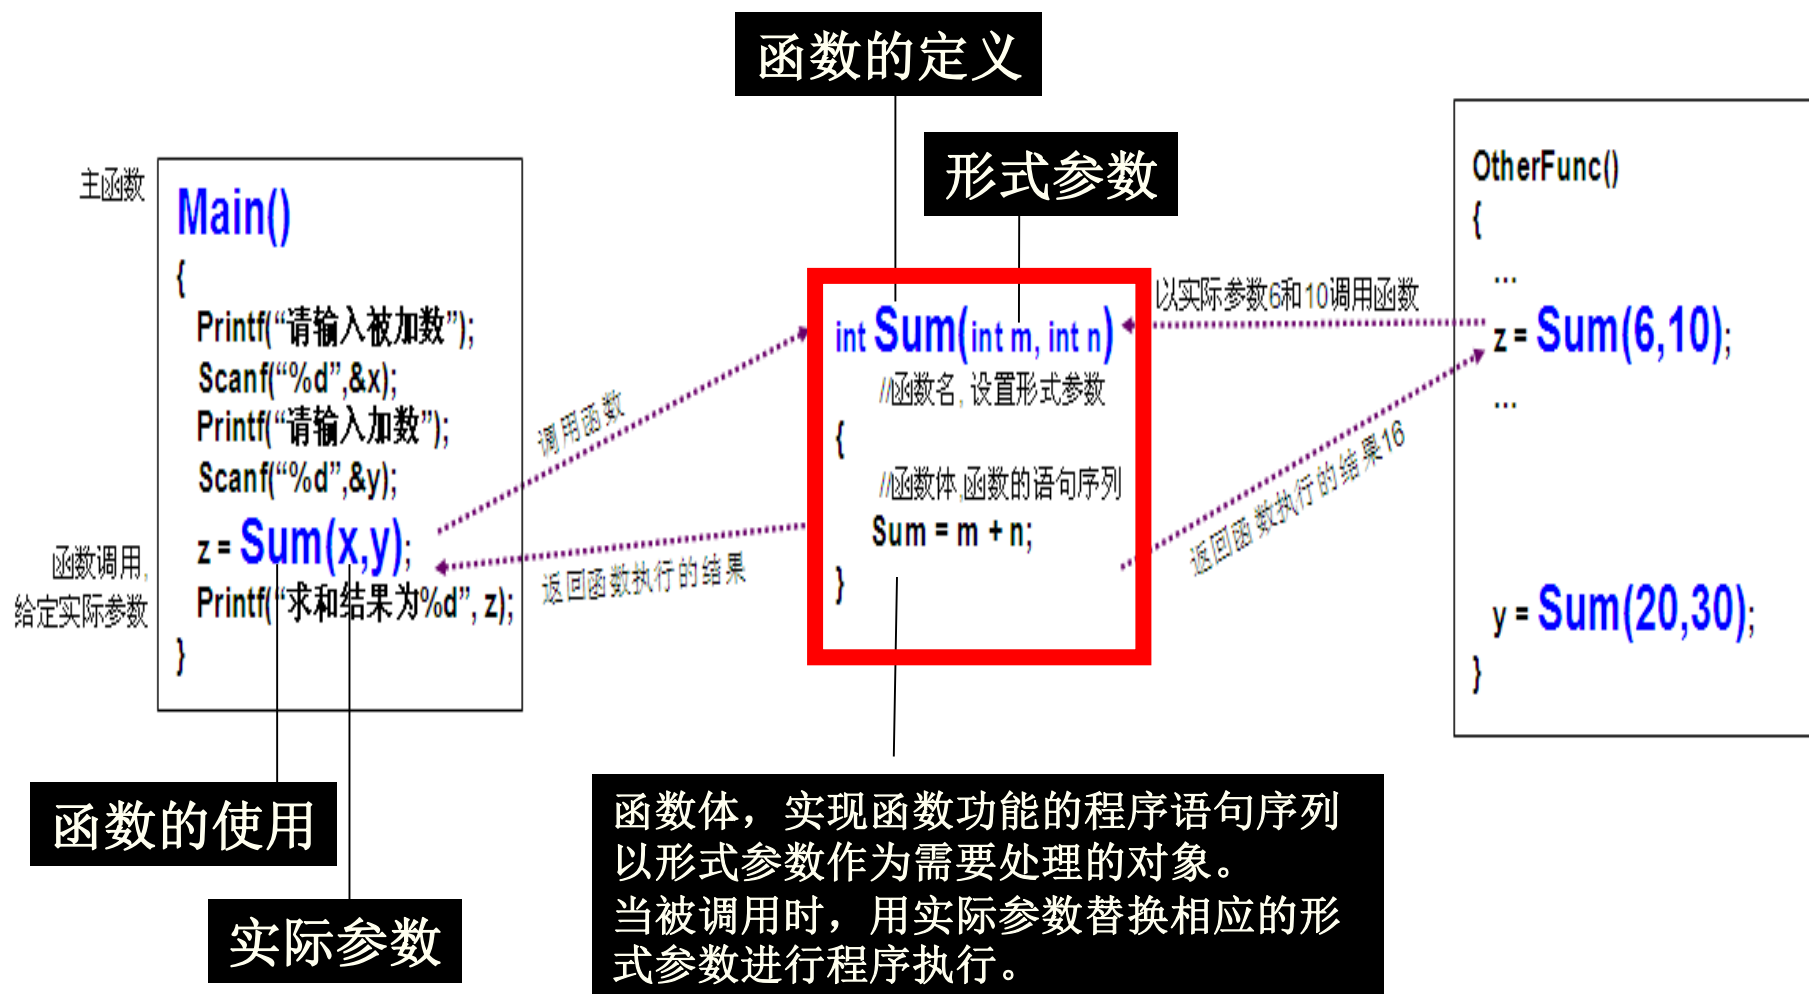 函数的定义
形式参数
主函数
Main()
{
Printf(“请输入被加数”);
Scanf(“%d”,&x);
Printf(“请输入加数”);
Scanf(“%d”,&y);
z = Sum(x,y);
Printf(“求和结果为%d”, z);
}
函数调用,
给定实际参数
调用函数
返回函数执行的结果
int Sum(int m, int n)
//函数名, 设置形式参数
{
//函数体,函数的语句序列
Sum = m + n;
}
以实际参数6和10调用函数
返回函数执行的结果16
OtherFunc()
{
...
z = Sum(6,10);
...
y = Sum(20,30);
}
函数的使用
实际参数
函数体，实现函数功能的程序语句序列
以形式参数作为需要处理的对象。
当被调用时，用实际参数替换相应的形
式参数进行程序执行。